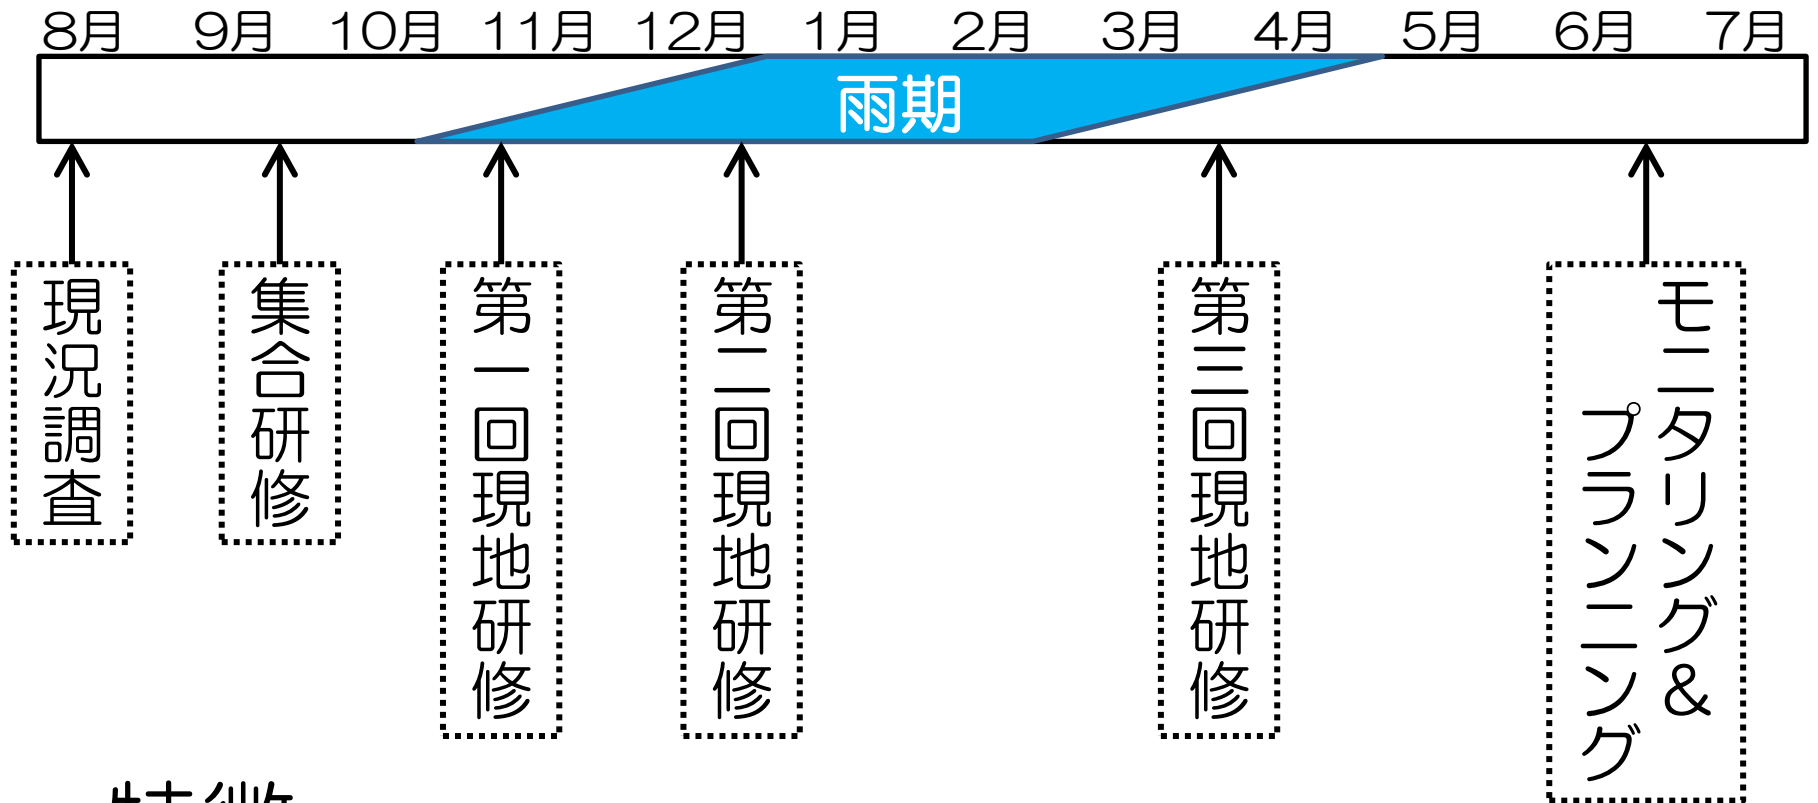 8月 9月 10月 11月 12月 1月 2月 3月 4月 5月 6月 7月
雨期
現況調査
集合研修
第一回現地研修
第二回現地研修
第三回現地研修
モニタリング&
プランニング
特徴